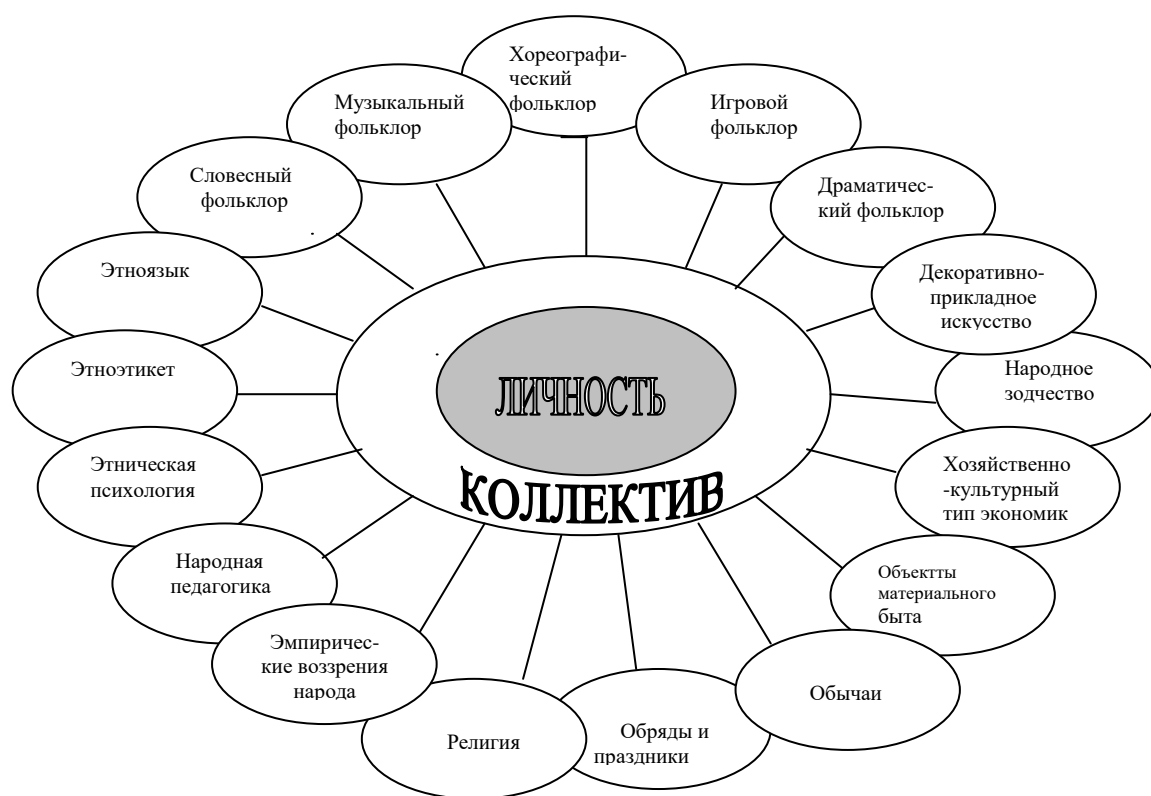 Хореографи-
ческий
фольклор
Музыкальный
фольклор
Игровой
фольклор
Словесный
фольклор
Драматичес-
кий фольклор
Этноязык
Декоративно-
прикладное
искусство
Этноэтикет
Народное
зодчество
ЛИЧНОСТЬ
КОЛЛЕКТИВ
Этническая
психология
Хозяйственно
-культурный
тип экономик
Народная
педагогика
Объектты
материального
быта
Эмпиричес-
кие воззрения
народа
Обычаи
Религия
Обряды и
праздники